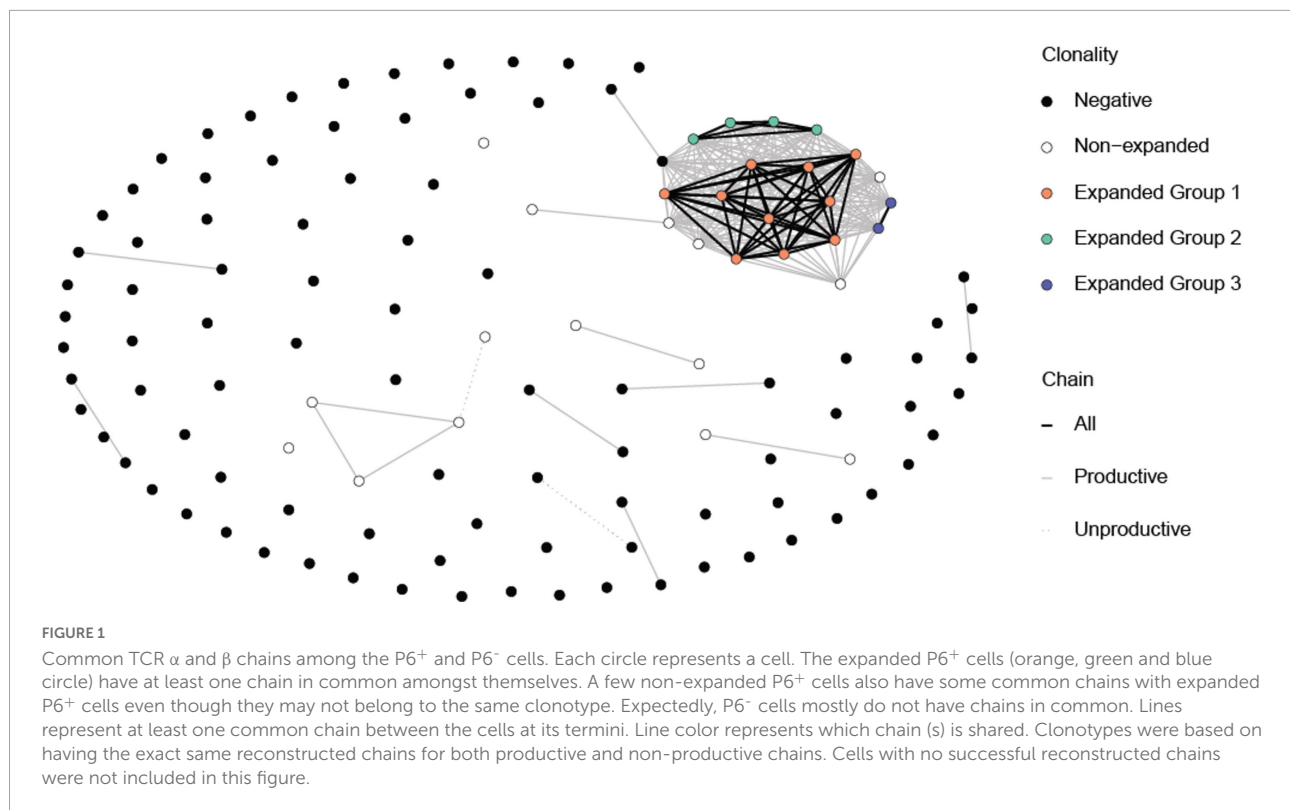 Clonality
Negative
Non-expanded
Expanded Group 1
Expanded Group 2
Expanded Group 3
Chain
All
Productive
Unproductive
FIGURE 1
Common TCR α and β chains among the P6⁺ and P6⁻ cells. Each circle represents a cell. The expanded P6⁺ cells (orange, green and blue
circle) have at least one chain in common amongst themselves. A few non-expanded P6⁺ cells also have some common chains with expanded
P6⁺ cells even though they may not belong to the same clonotype. Expectedly, P6⁻ cells mostly do not have chains in common. Lines
represent at least one common chain between the cells at its termini. Line color represents which chain (s) is shared. Clonotypes were based on
having the exact same reconstructed chains for both productive and non-productive chains. Cells with no successful reconstructed chains
were not included in this figure.